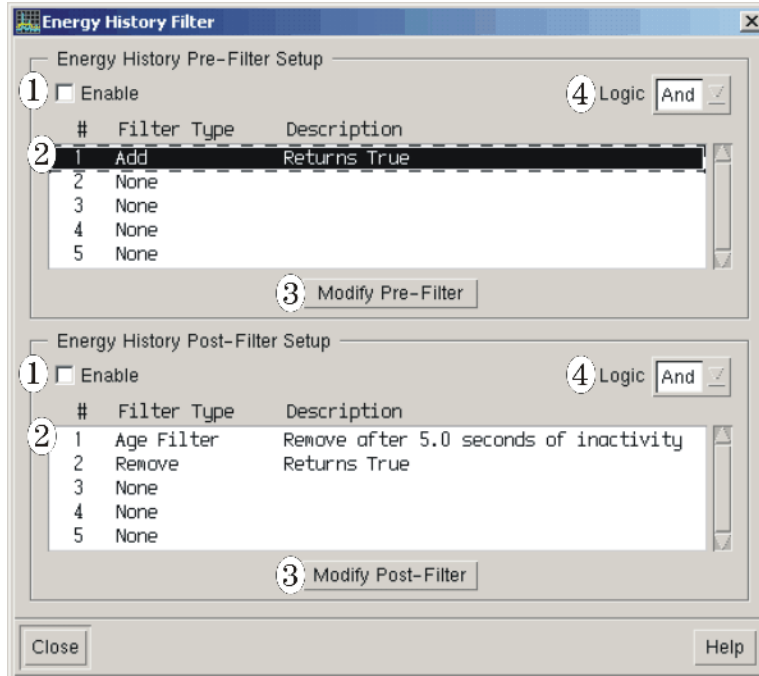 Energy History Filter
Energy History Pre-Filter Setup
1 Enable 4 Logic And
# Filter Type Description
2 1 Add Returns True
2 None
3 None
4 None
5 None
3 Modify Pre-Filter
Energy History Post-Filter Setup
1 Enable 4 Logic And
# Filter Type Description
2 1 Age Filter Remove after 5.0 seconds of inactivity
2 Remove Returns True
3 None
4 None
5 None
3 Modify Post-Filter
Close Help